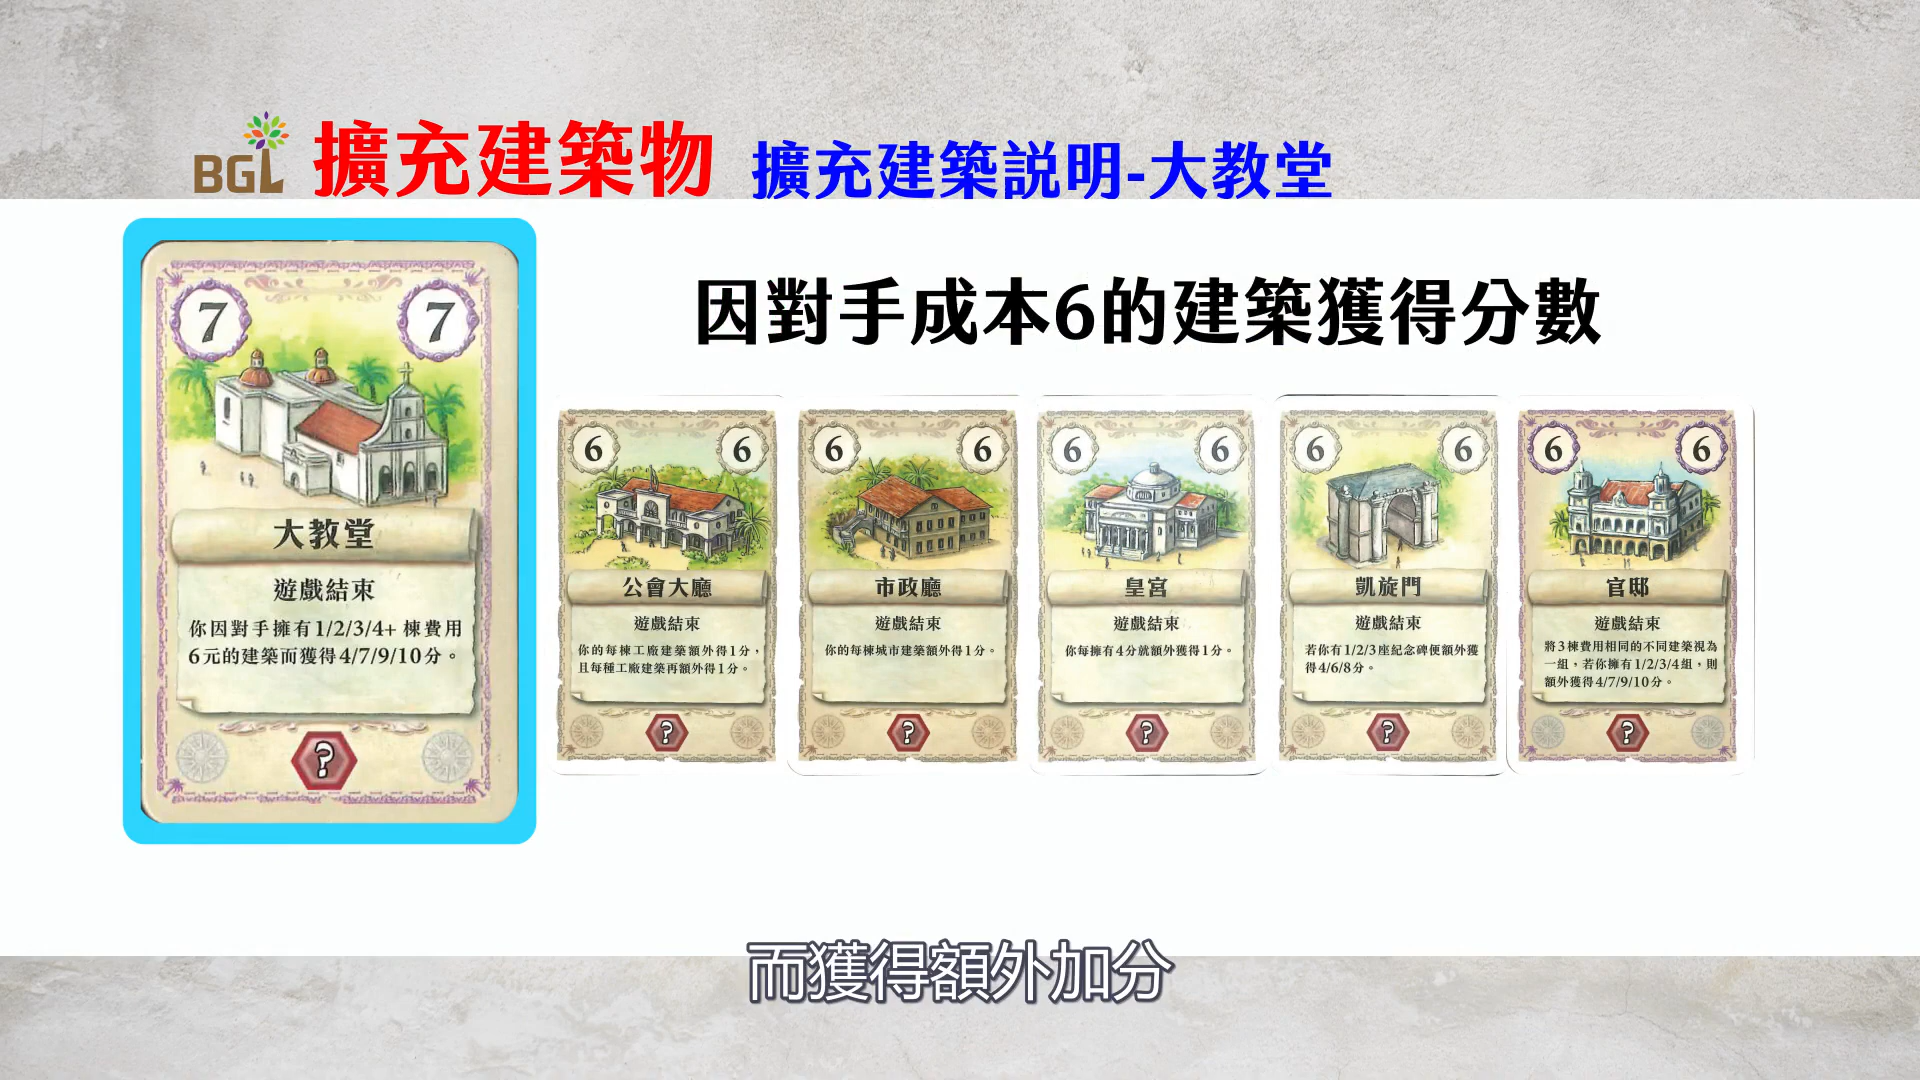 BGL 擴充建築物 擴充建築説明-大教堂
因對手成本6的建築獲得分數
7 7
大教堂
遊戲結束
你因對手擁有1/2/3/4+ 棟費用
6元的建築而獲得4/7/9/10分。
?
6 6
公會大廳
遊戲結束
你的每棟工廠建築額外得1分，
且每種工廠建築再額外得1分。
?
6 6
市政廳
遊戲結束
你的每棟城市建築額外得1分。
?
6 6
皇宮
遊戲結束
你每擁有4分就額外獲得1分。
?
6 6
凱旋門
遊戲結束
若你有1/2/3座紀念碑便額外獲
得4/6/8分。
?
6 6
官邸
遊戲結束
將3棟費用相同的不同建築視為
一組，若你擁有1/2/3/4組，則
額外獲得4/7/9/10分。
?
而獲得額外加分